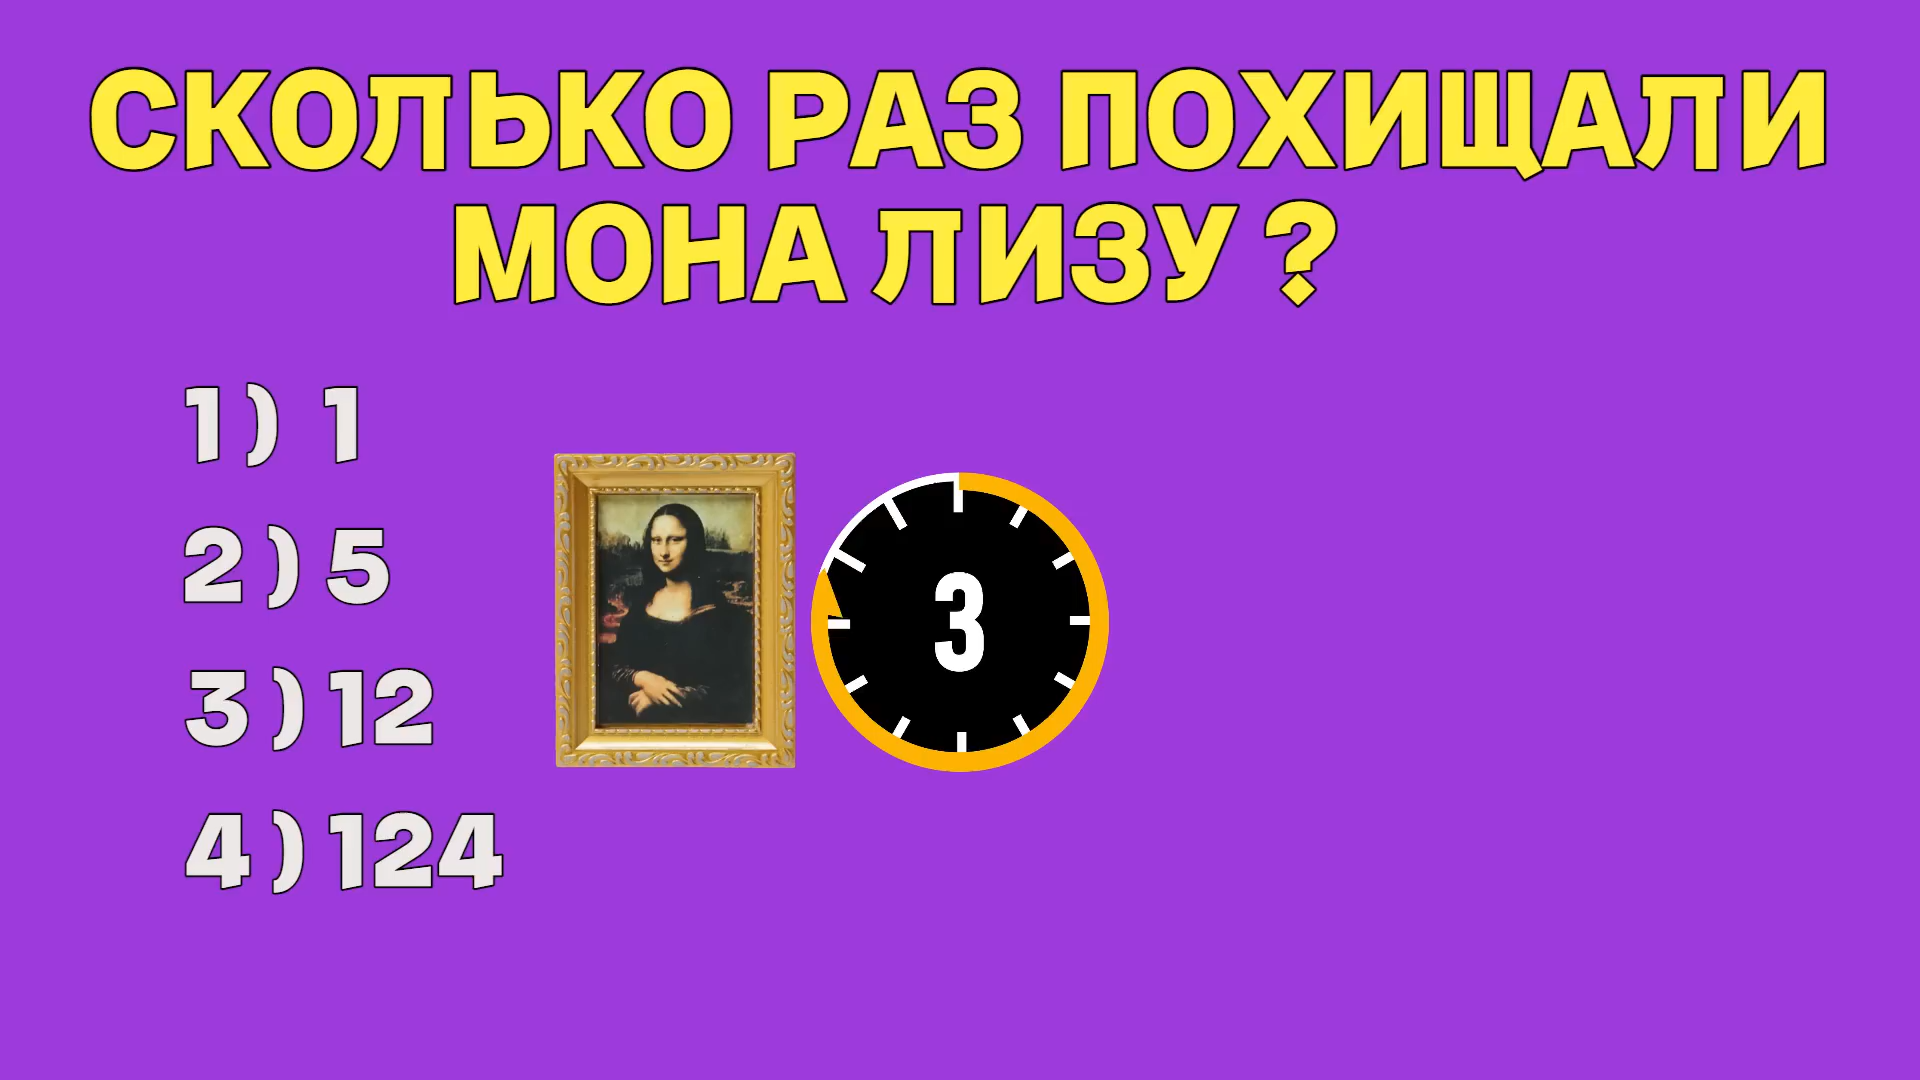 СКОЛЬКО РАЗ ПОХИЩАЛИ
МОНА ЛИЗУ ?
1) 1
2) 5
3) 12
3
4) 124